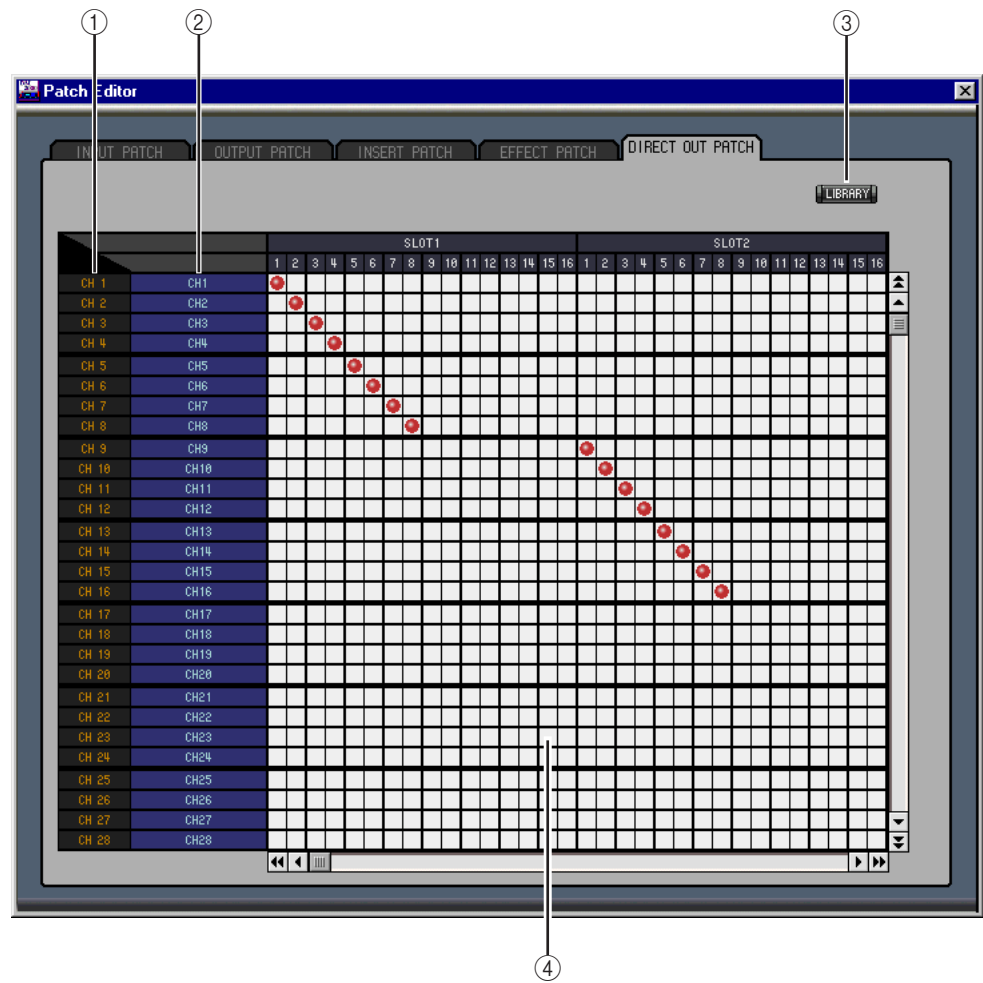 ① ② ③
Patch Editor
INPUT PATCH OUTPUT PATCH INSERT PATCH EFFECT PATCH DIRECT OUT PATCH
LIBRARY
SLOT1 SLOT2
1 2 3 4 5 6 7 8 9 10 11 12 13 14 15 16 1 2 3 4 5 6 7 8 9 10 11 12 13 14 15 16
CH 1 CH1
CH 2 CH2
CH 3 CH3
CH 4 CH4
CH 5 CH5
CH 6 CH6
CH 7 CH7
CH 8 CH8
CH 9 CH9
CH 10 CH10
CH 11 CH11
CH 12 CH12
CH 13 CH13
CH 14 CH14
CH 15 CH15
CH 16 CH16
CH 17 CH17
CH 18 CH18
CH 19 CH19
CH 20 CH20
CH 21 CH21
CH 22 CH22
CH 23 CH23
CH 24 CH24
CH 25 CH25
CH 26 CH26
CH 27 CH27
CH 28 CH28
④